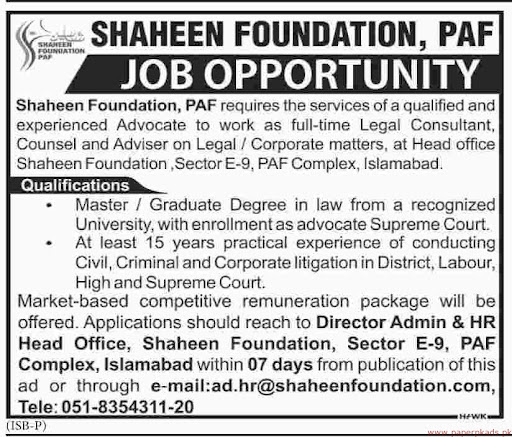 SHAHEEN FOUNDATION, PAF
SHAHEEN
FOUNDATION
PAF
JOB OPPORTUNITY
Shaheen Foundation, PAF requires the services of a qualified and
experienced Advocate to work as full-time Legal Consultant,
Counsel and Adviser on Legal / Corporate matters, at Head office
Shaheen Foundation ,Sector E-9, PAF Complex, Islamabad.
Qualifications
• Master / Graduate Degree in law from a recognized
University, with enrollment as advocate Supreme Court.
• At least 15 years practical experience of conducting
Civil, Criminal and Corporate litigation in District, Labour,
High and Supreme Court.
Market-based competitive remuneration package will be
offered. Applications should reach to Director Admin & HR
Head Office, Shaheen Foundation, Sector E-9, PAF
Complex, Islamabad within 07 days from publication of this
ad or through e-mail:ad.hr@shaheenfoundation.com,
Tele: 051-8354311-20
HAWK
(ISB-P)
www.paperpkads.pk